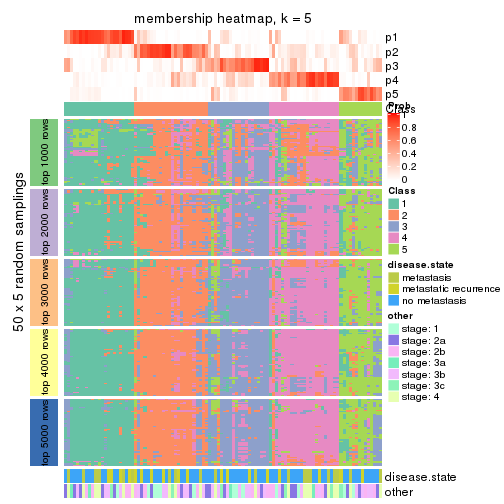 membership heatmap, k = 5
p1
p2
p3
p4
p5
Prob
Class
0.8
0.6
0.4
0.2
0
Class
1
2
3
4
5
disease.state
metastasis
metastatic recurrence
no metastasis
other
stage: 1
stage: 2a
stage: 2b
stage: 3a
stage: 3b
stage: 3c
stage: 4
50 x 5 random samplings
top 1000 rows
top 2000 rows
top 3000 rows
top 4000 rows
top 5000 rows
disease.state
other